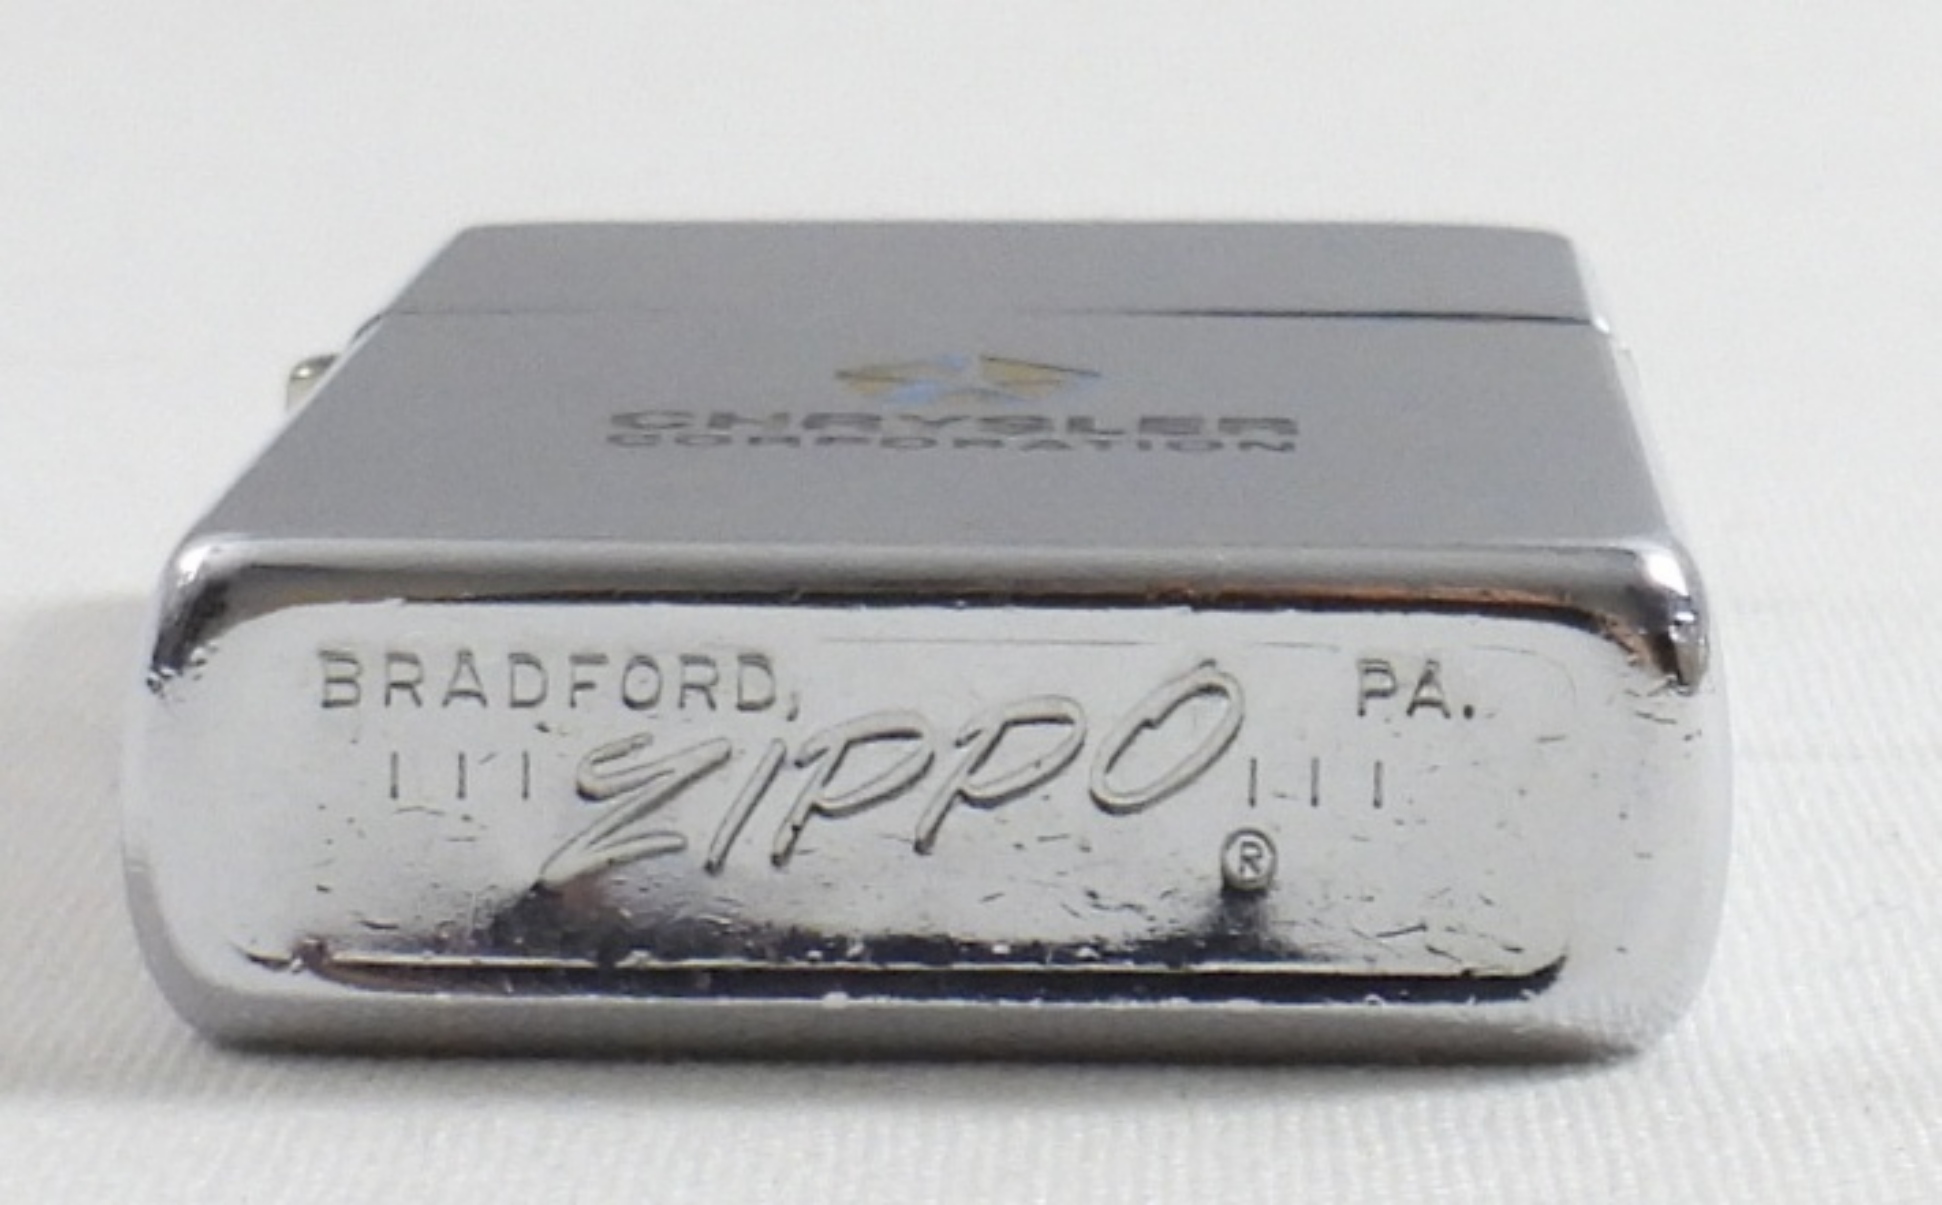 CHRYSLER
CORPORATION
BRADFORD, PA.
||| ZIPPO |||
®